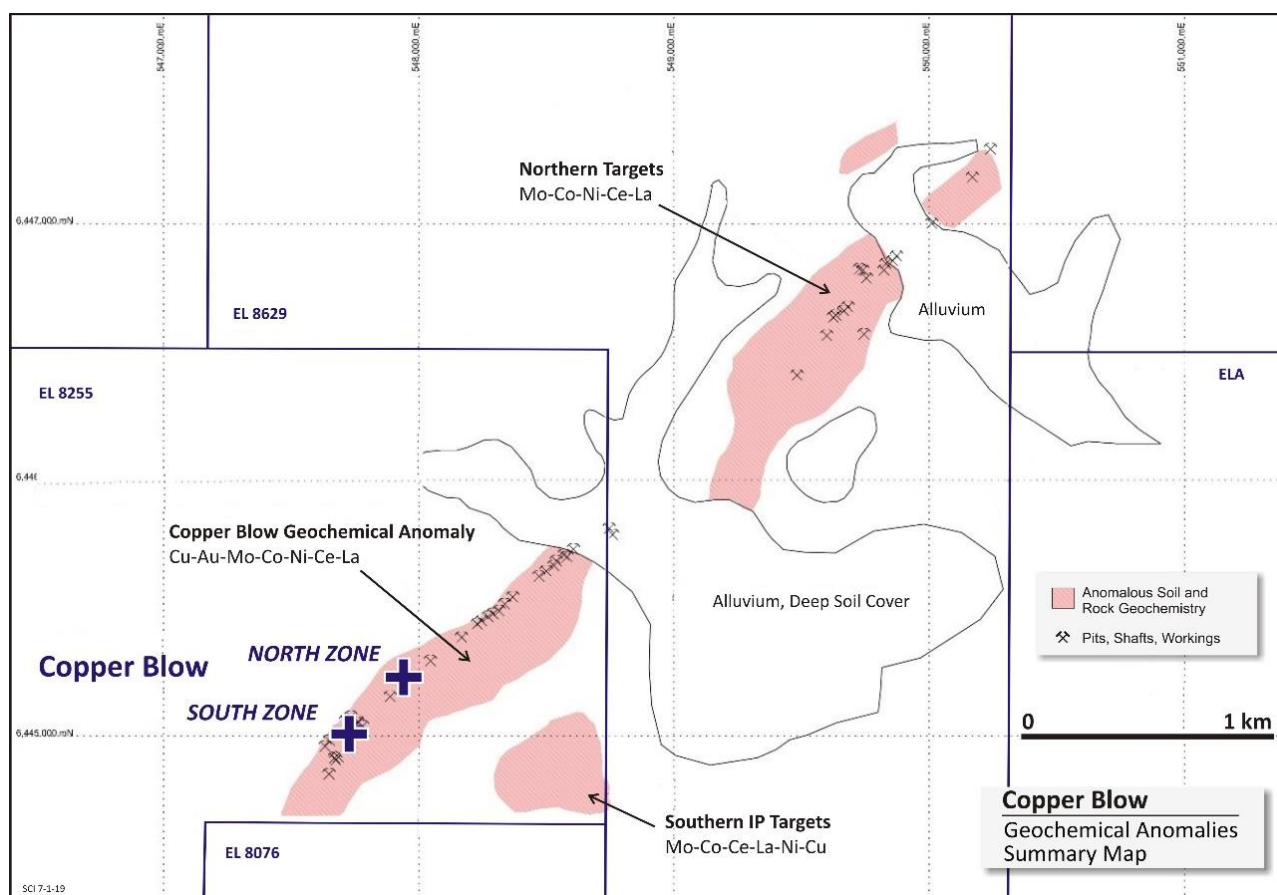 547,000.mE
548,000.mE
549,000.mE
550,000.mE
551,000.mE
Northern Targets
Mo-Co-Ni-Ce-La
6,447,000.mN
EL 8629
Alluvium
EL 8255
ELA
6,446
Copper Blow Geochemical Anomaly
Cu-Au-Mo-Co-Ni-Ce-La
Alluvium, Deep Soil Cover
Anomalous Soil and
Rock Geochemistry
Pits, Shafts, Workings
NORTH ZONE
Copper Blow
SOUTH ZONE
6,445,000.mN
0 1 km
Southern IP Targets
Mo-Co-Ce-La-Ni-Cu
Copper Blow
Geochemical Anomalies
Summary Map
EL 8076
SCI 7-1-19